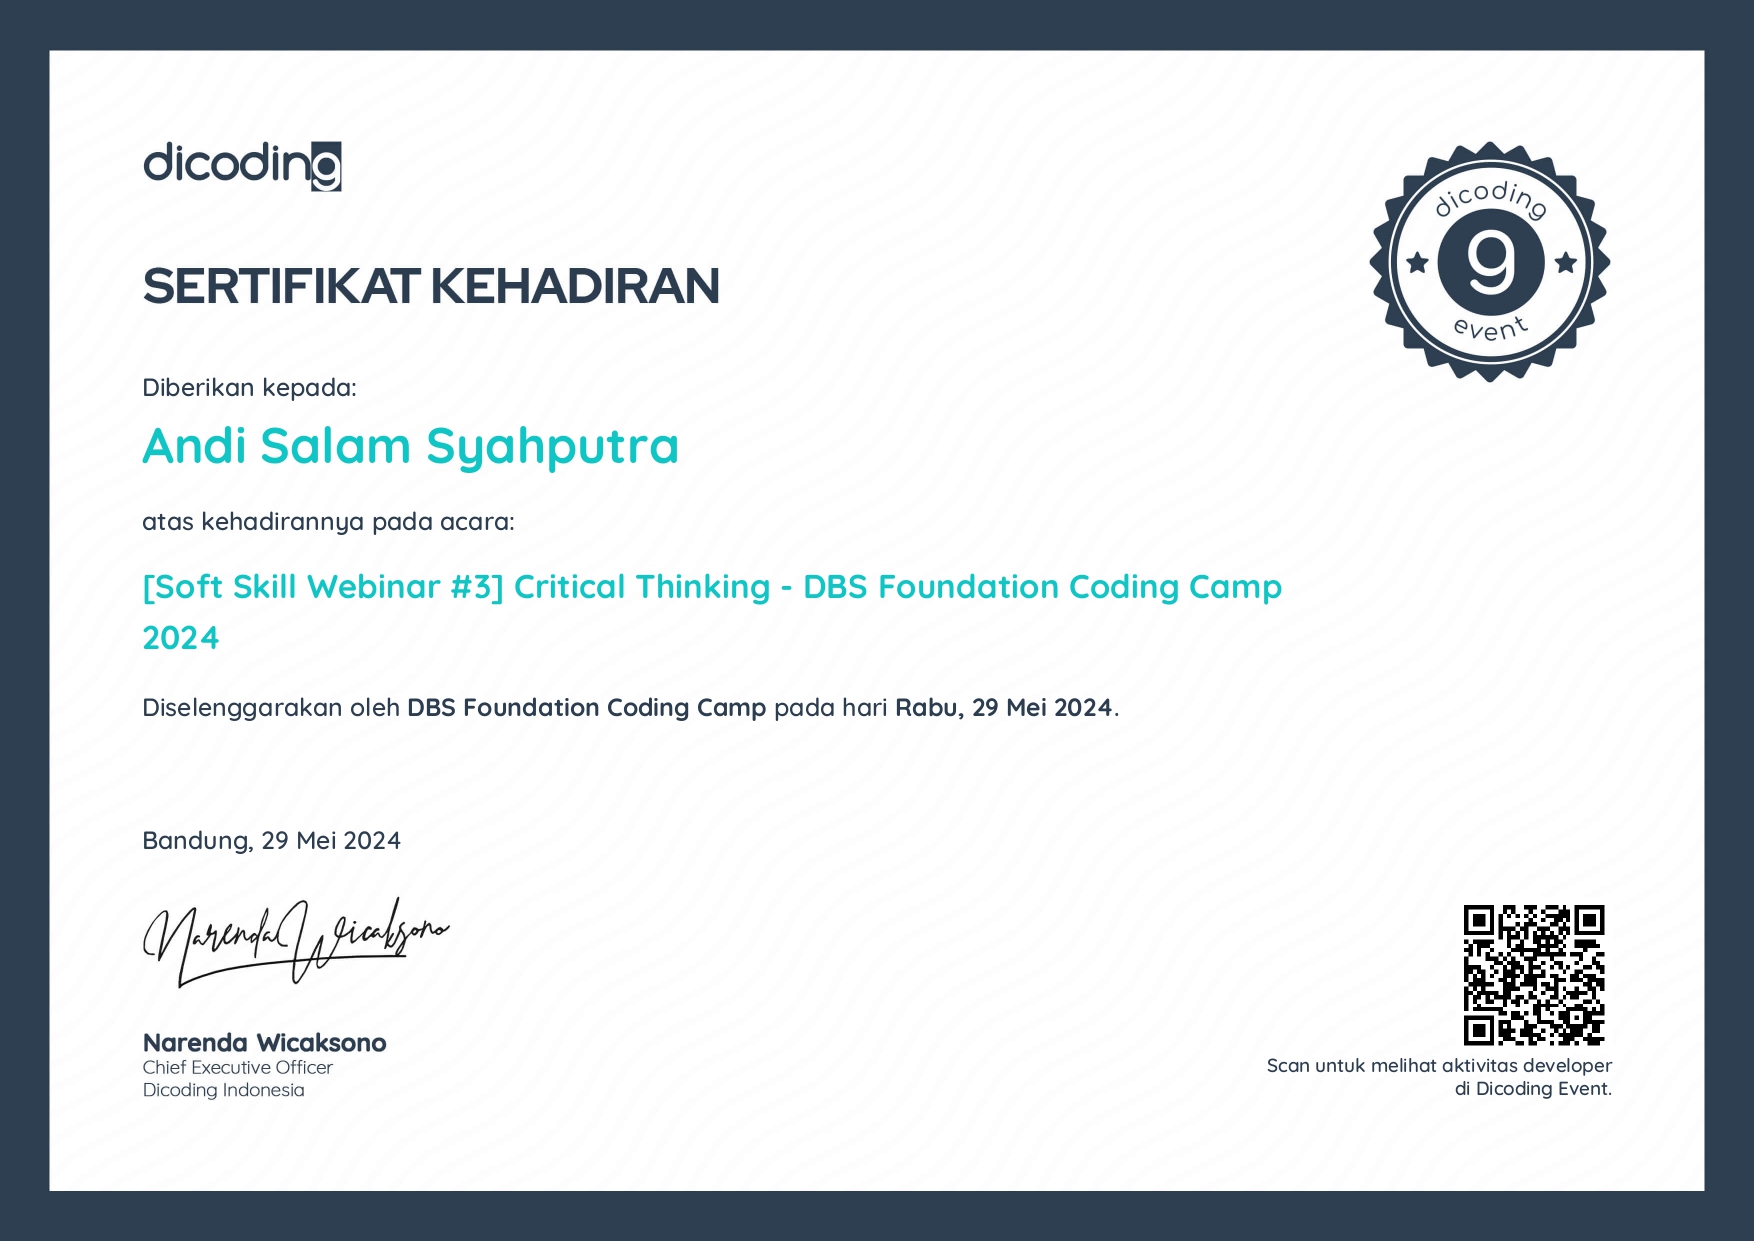 dicoding
SERTIFIKAT KEHADIRAN
dicoding
g
event
Diberikan kepada:
Andi Salam Syahputra
atas kehadirannya pada acara:
[Soft Skill Webinar #3] Critical Thinking - DBS Foundation Coding Camp
2024
Diselenggarakan oleh DBS Foundation Coding Camp pada hari Rabu, 29 Mei 2024.
Bandung, 29 Mei 2024
Narenda Wicaksono
Narenda Wicaksono
Chief Executive Officer
Dicoding Indonesia
Scan untuk melihat aktivitas developer
di Dicoding Event.